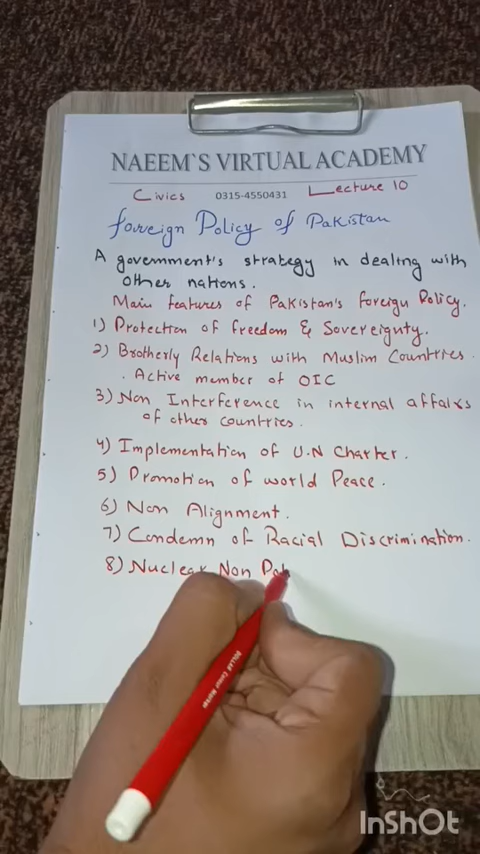 NAEEM'S VIRTUAL ACADEMY
Civics 0315-4550431 Lecture 10
Foreign Policy of Pakistan
A government's strategy in dealing with
other nations.
Main features of Pakistan's Foreign Policy.
1) Protection of freedom & Sovereignty.
2) Brotherly Relations with Muslim Countries.
. Active member of OIC
3) Non Interference in internal affairs
of other countries.
4) Implementation of U.N Charter.
5) Promotion of world Peace.
6) Non Alignment.
7) Condemn of Racial Discrimination.
8) Nuclear Non
DOLLAR
InShOt